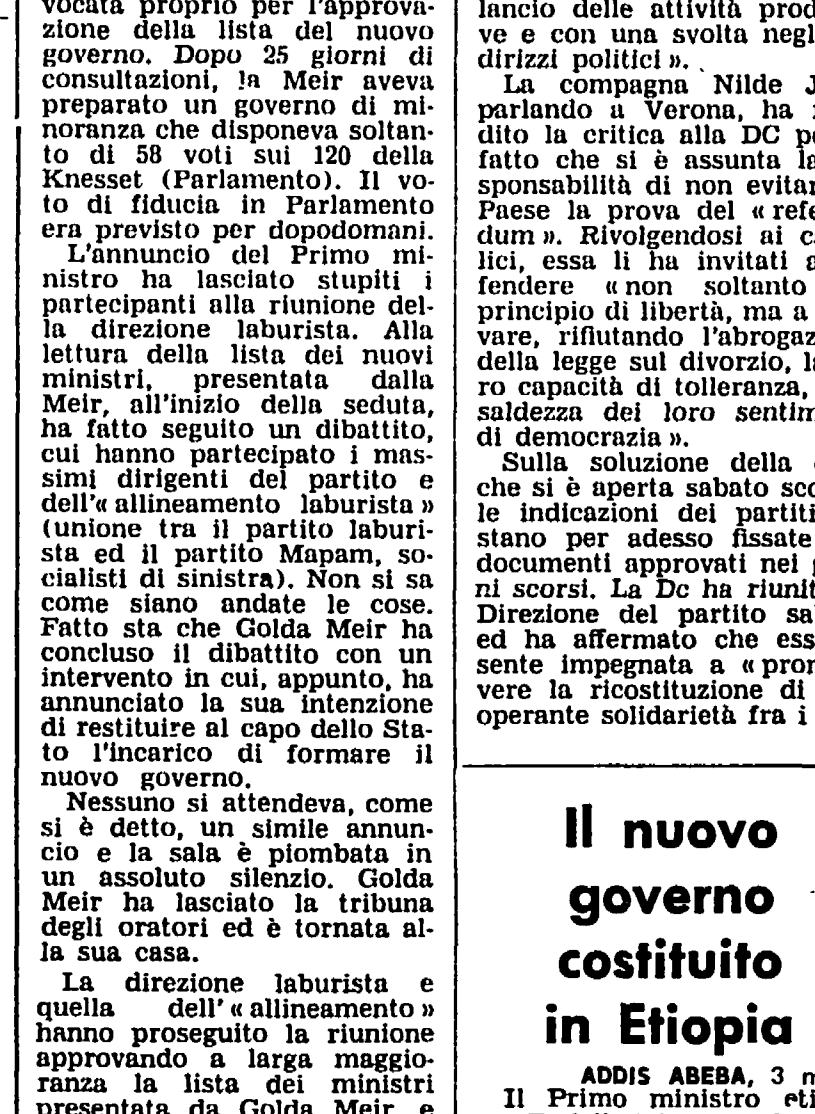 vocata proprio per l'approva-
zione della lista del nuovo
governo. Dopo 25 giorni di
consultazioni, la Meir aveva
preparato un governo di mi-
noranza che disponeva soltan-
to di 58 voti sui 120 della
Knesset (Parlamento). Il vo-
to di fiducia in Parlamento
era previsto per dopodomani.
L'annuncio del Primo mi-
nistro ha lasciato stupiti i
partecipanti alla riunione del-
la direzione laburista. Alla
lettura della lista dei nuovi
ministri, presentata dalla
Meir, all'inizio della seduta,
ha fatto seguito un dibattito,
cui hanno partecipato i mas-
simi dirigenti del partito e
dell'« allineamento laburista »
(unione tra il partito laburi-
sta ed il partito Mapam, so-
cialisti di sinistra). Non si sa
come siano andate le cose.
Fatto sta che Golda Meir ha
concluso il dibattito con un
intervento in cui, appunto, ha
annunciato la sua intenzione
di restituire al capo dello Sta-
to l'incarico di formare il
nuovo governo.
Nessuno si attendeva, come
si è detto, un simile annun-
cio e la sala è piombata in
un assoluto silenzio. Golda
Meir ha lasciato la tribuna
degli oratori ed è tornata al-
la sua casa.
La direzione laburista e
quella dell'« allineamento »
hanno proseguito la riunione
approvando a larga maggio-
ranza la lista dei ministri
presentata da Golda Meir e
lancio delle attività prod
ve e con una svolta negl
dirizzi politici ».
La compagna Nilde J
parlando a Verona, ha
dito la critica alla DC pe
fatto che si è assunta la
sponsabilità di non evitar
Paese la prova del « refe
dum ». Rivolgendosi ai c
lici, essa li ha invitati a
fendere « non soltanto
principio di libertà, ma a
vare, rifiutando l'abrogaz
della legge sul divorzio, la
ro capacità di tolleranza,
saldezza dei loro sentim
di democrazia ».
Sulla soluzione della
che si è aperta sabato sco
le indicazioni dei partiti
stano per adesso fissate
documenti approvati nei g
ni scorsi. La Dc ha riunit
Direzione del partito sa
ed ha affermato che ess
sente impegnata a « pron
vere la ricostituzione di
operante solidarietà fra i
Il nuovo
governo
costituito
in Etiopia
ADDIS ABEBA, 3 m
Il Primo ministro eti